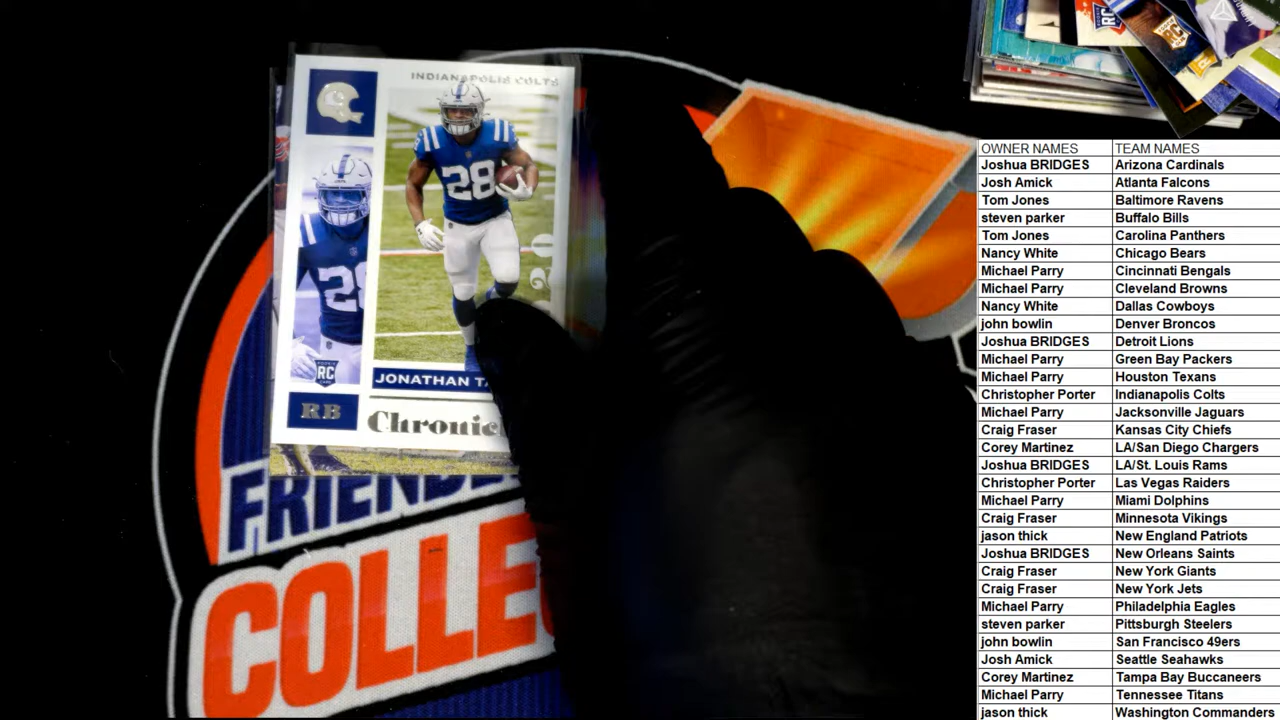 INDIANAPOLIS COLTS
28
28
20
ROOKIE
RC
CARD
JONATHAN
RB
Chronic
COLLE
OWNER NAMES TEAM NAMES
Joshua BRIDGES Arizona Cardinals
Josh Amick Atlanta Falcons
Tom Jones Baltimore Ravens
steven parker Buffalo Bills
Tom Jones Carolina Panthers
Nancy White Chicago Bears
Michael Parry Cincinnati Bengals
Michael Parry Cleveland Browns
Nancy White Dallas Cowboys
john bowlin Denver Broncos
Joshua BRIDGES Detroit Lions
Michael Parry Green Bay Packers
Michael Parry Houston Texans
Christopher Porter Indianapolis Colts
Michael Parry Jacksonville Jaguars
Craig Fraser Kansas City Chiefs
Corey Martinez LA/San Diego Chargers
Joshua BRIDGES LA/St. Louis Rams
Christopher Porter Las Vegas Raiders
Michael Parry Miami Dolphins
Craig Fraser Minnesota Vikings
jason thick New England Patriots
Joshua BRIDGES New Orleans Saints
Craig Fraser New York Giants
Craig Fraser New York Jets
Michael Parry Philadelphia Eagles
steven parker Pittsburgh Steelers
john bowlin San Francisco 49ers
Josh Amick Seattle Seahawks
Corey Martinez Tampa Bay Buccaneers
Michael Parry Tennessee Titans
jason thick Washington Commanders